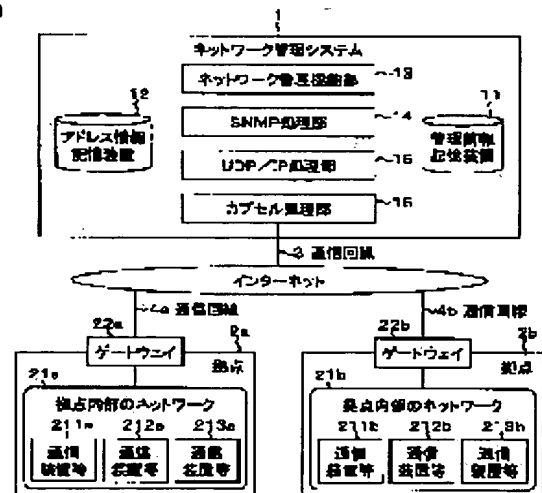 1
ネットワーク管理システム
ネットワーク管理機能部 13
12 アドレス情報記憶装置
SNMP処理部 14
11 管理情報記憶装置
UDP/IP処理部 15
カプセル処理部 16
3 通信回線
インターネット
4a 通信回線
4b 通信回線
22a ゲートウェイ
2a 拠点
22b ゲートウェイ
2b 拠点
21a 拠点内部のネットワーク
21b 拠点内部のネットワーク
211a 212a 213a
211b 212b 213b
通信装置等 通信装置等 通信装置等
通信装置等 通信装置等 通信装置等